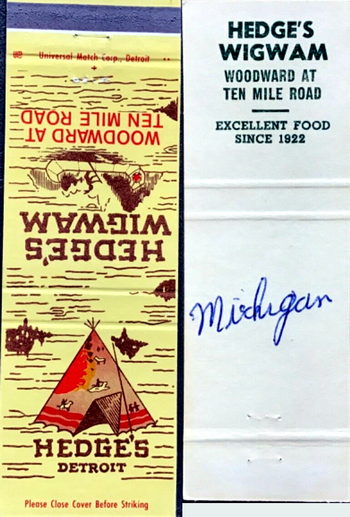 Universal Match Corp., Detroit
WOODWARD AT
TEN MILE ROAD
HEDGE'S
WIGWAM
HEDGE'S
DETROIT
Please Close Cover Before Striking
HEDGE'S
WIGWAM
WOODWARD AT
TEN MILE ROAD
EXCELLENT FOOD
SINCE 1922
Michigan